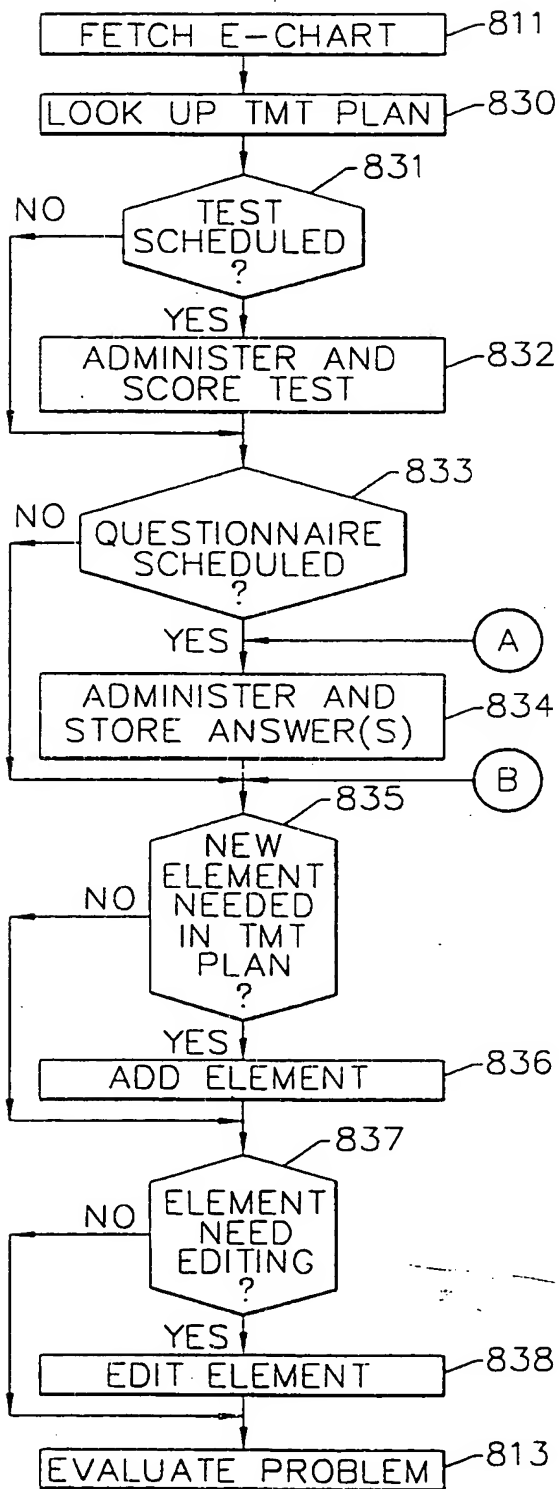 FETCH E-CHART
811
LOOK UP TMT PLAN
830
831
TEST
SCHEDULED
?
NO
YES
ADMINISTER AND
SCORE TEST
832
833
QUESTIONNAIRE
SCHEDULED
?
NO
YES
A
ADMINISTER AND
STORE ANSWER(S)
834
B
835
NEW
ELEMENT
NEEDED
IN TMT
PLAN
?
NO
YES
ADD ELEMENT
836
837
ELEMENT
NEED
EDITING
?
NO
YES
EDIT ELEMENT
838
EVALUATE PROBLEM
813